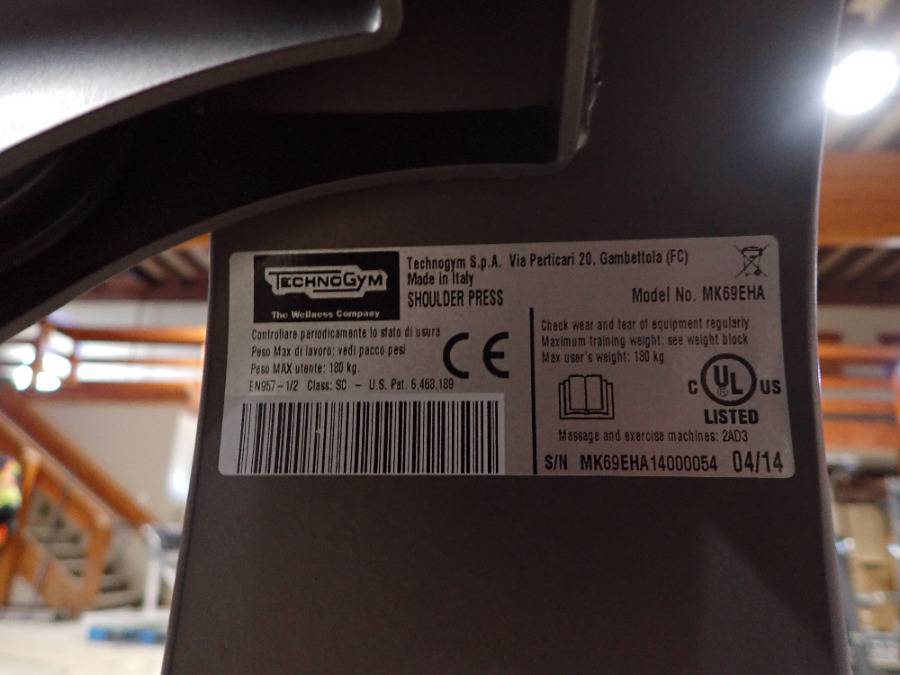 TECHNOGYM
The Wellness Company
Technogym S.p.A. Via Perticari 20, Gambettola (FC)
Made in Italy
SHOULDER PRESS
Model No. MK69EHA
Controllare periodicamente lo stato di usura
Peso Max di lavoro: vedi pacco pesi
Peso MAX utente: 180 kg.
EN957-1/2 Class: SC - U.S. Pat. 6,468,189
CE
Check wear and tear of equipment regularly
Maximum training weight: see weight block
Max user's weight: 180 kg
C UL US
®
LISTED
Massage and exercise machines: 2AD3
S/N MK69EHA14000054 04/14